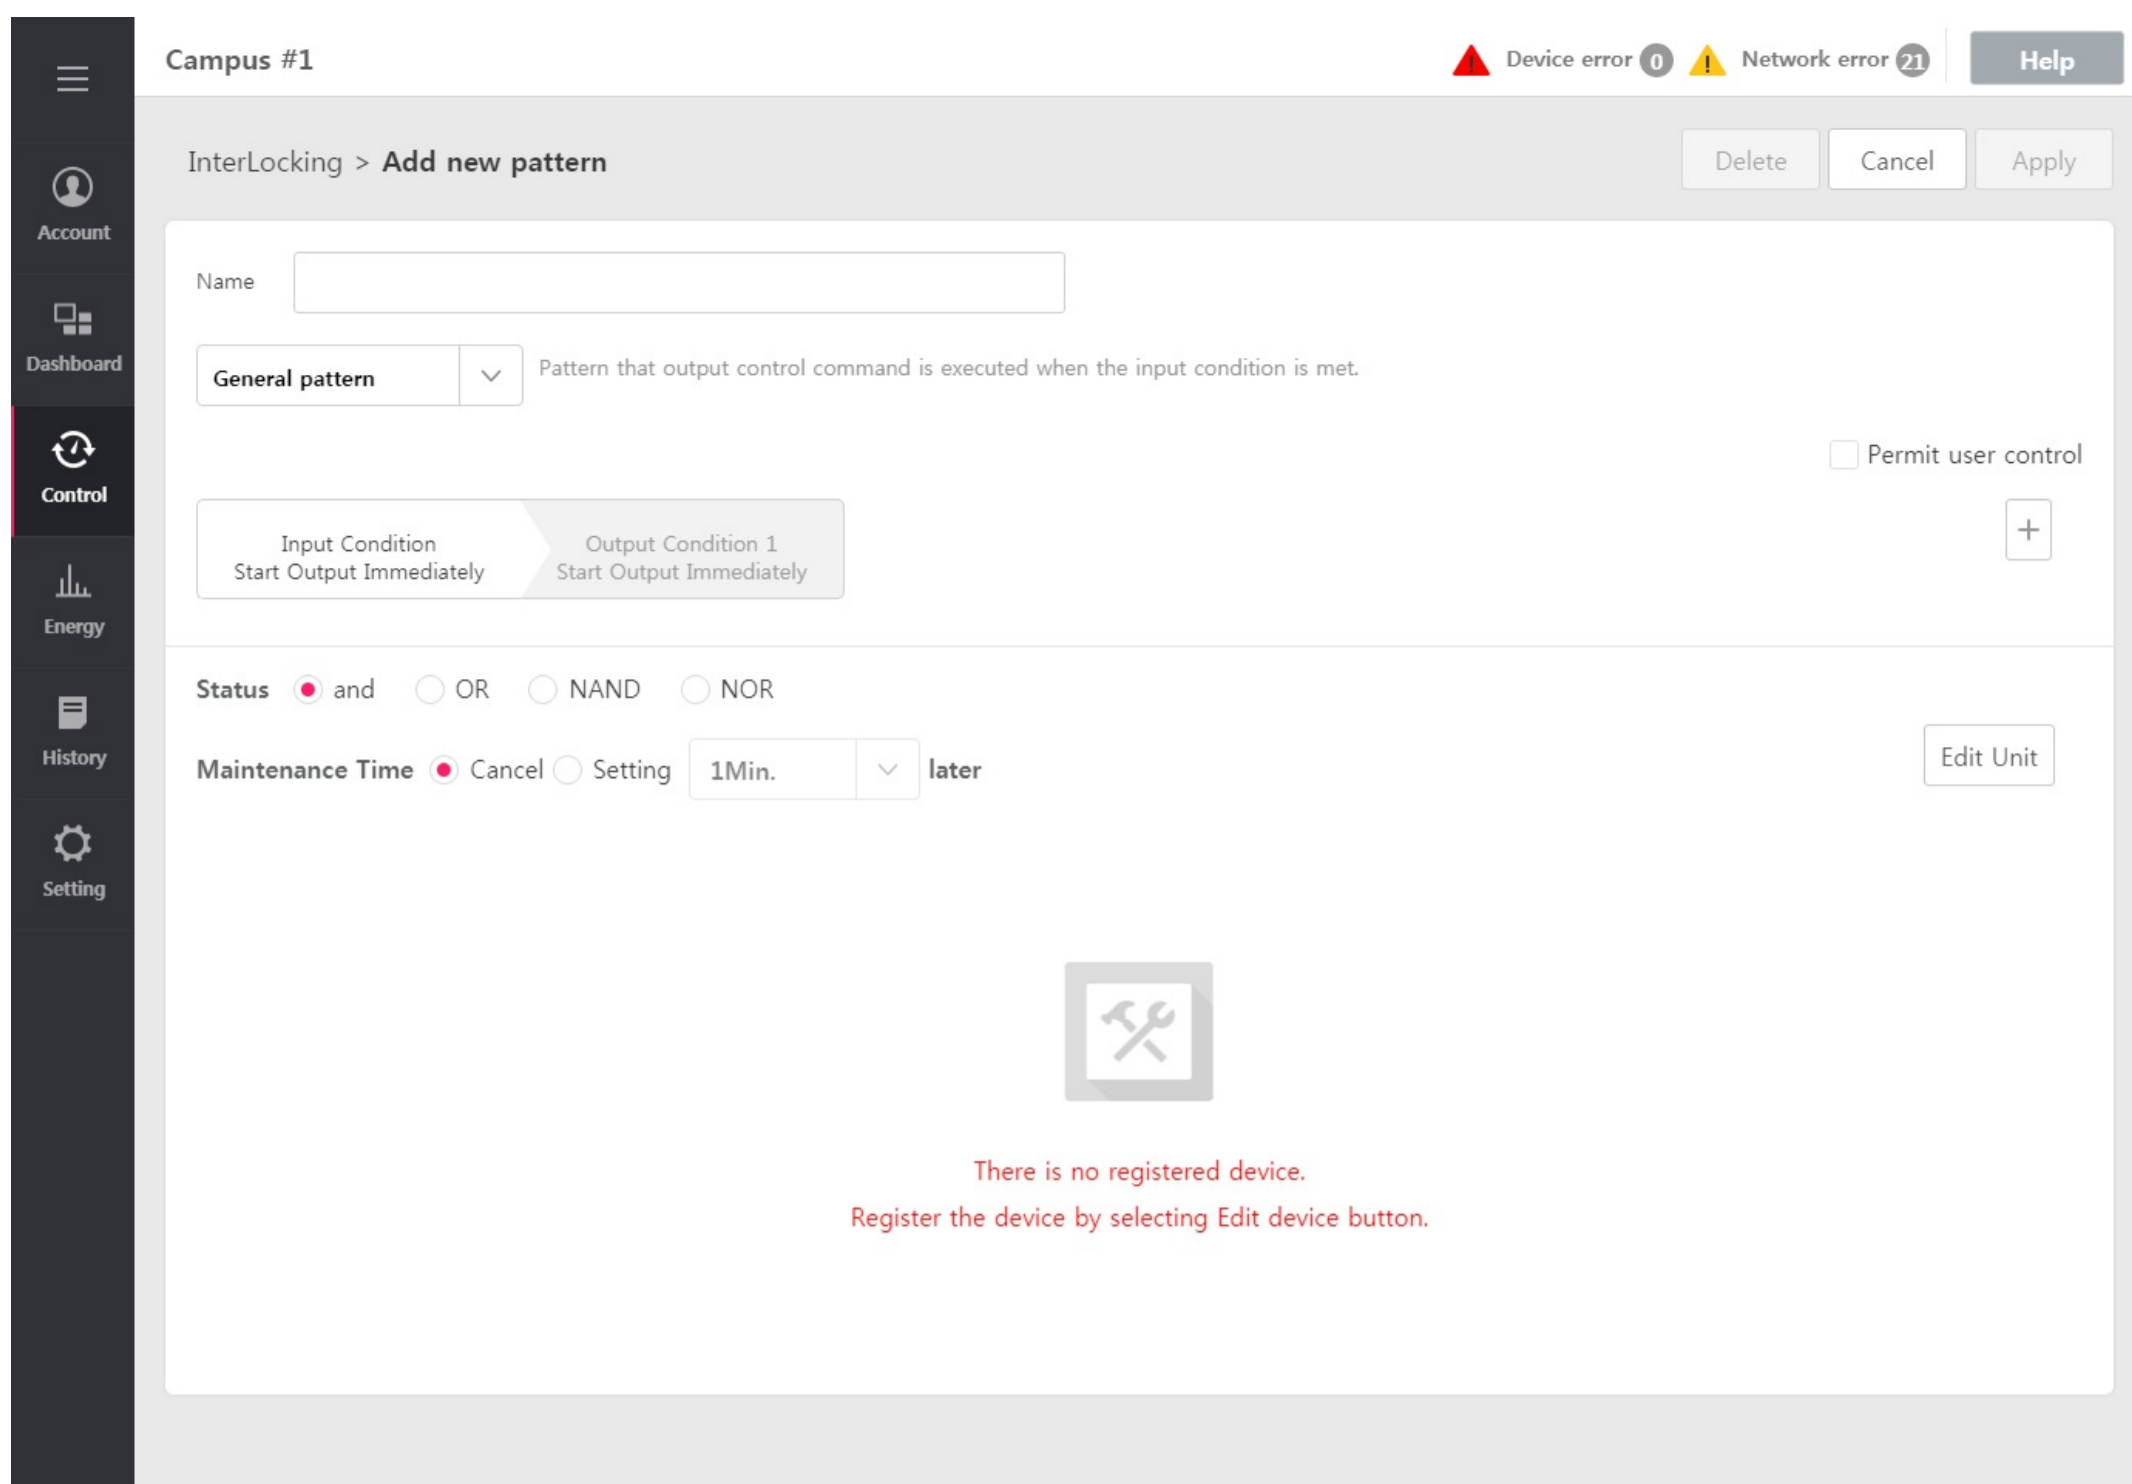 Campus #1
Device error 0 Network error 21 Help
InterLocking > Add new pattern
Delete Cancel Apply
Account
Dashboard
Control
Energy
History
Setting
Name
General pattern Pattern that output control command is executed when the input condition is met.
Permit user control
Input Condition
Start Output Immediately
Output Condition 1
Start Output Immediately
+
Status and OR NAND NOR
Maintenance Time Cancel Setting 1Min. later
Edit Unit
There is no registered device.
Register the device by selecting Edit device button.